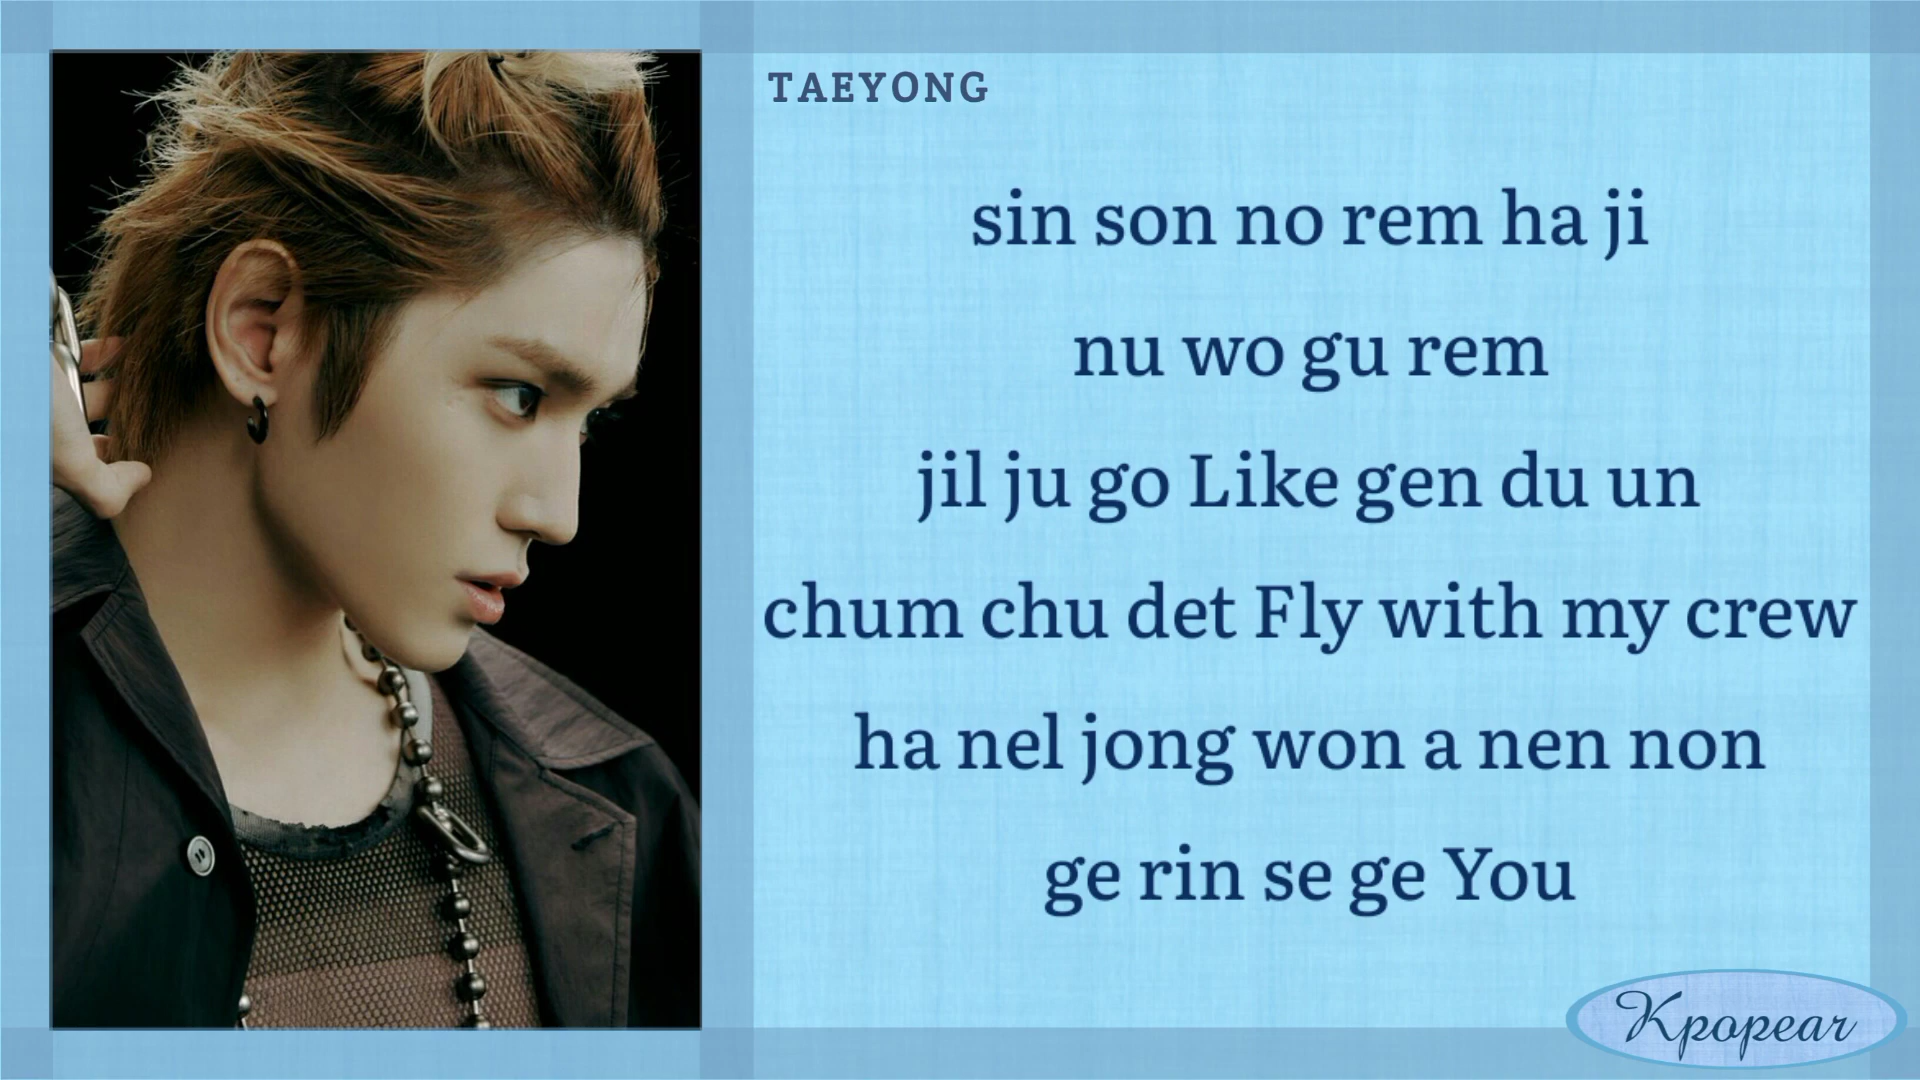 TAEYONG
sin son no rem ha ji
nu wo gu rem
jil ju go Like gen du un
chum chu det Fly with my crew
ha nel jong won a nen non
ge rin se ge You
Kpopear